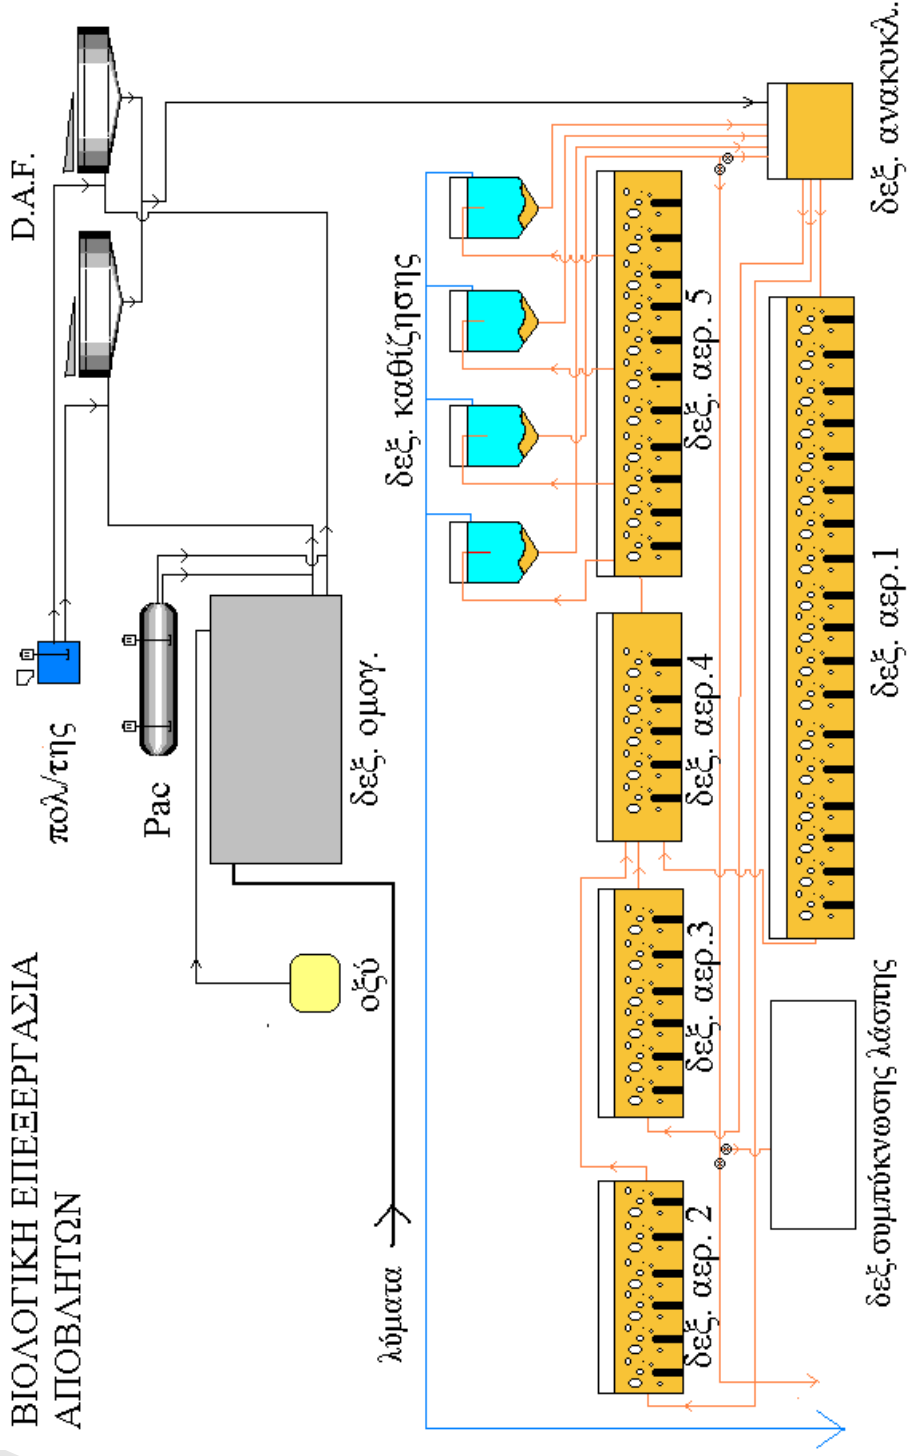 ΒΙΟΛΟΓΙΚΗ ΕΠΕΞΕΡΓΑΣΙΑ
ΑΠΟΒΛΗΤΩΝ
D.A.F.
πολ/της
Pac
δεξ. ομογ.
οξύ
λύματα
δεξ. καθίζησης
δεξ. αερ. 2
δεξ. αερ.3
δεξ. αερ.4
δεξ. αερ. 5
δεξ.συμπύκνωσης λάσπης
δεξ. αερ.1
δεξ. ανακυκλ.